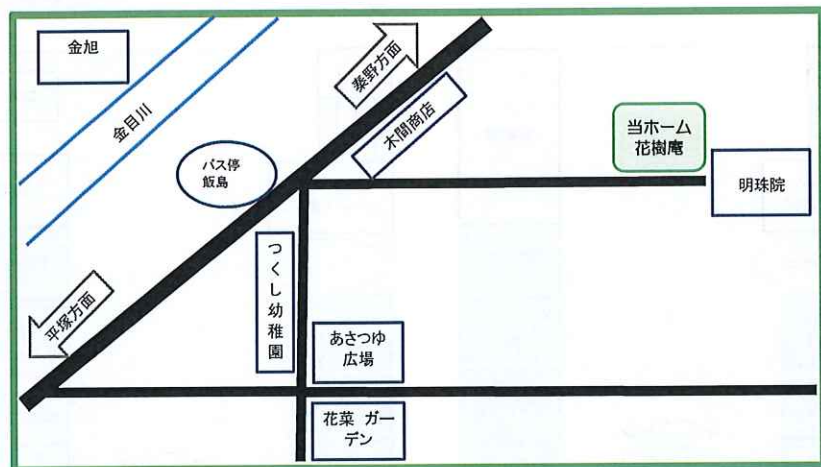 金旭
金目川
秦野方面
木間商店
当ホーム
花樹庵
バス停
飯島
明珠院
つくし幼稚園
平塚方面
あさつゆ
広場
花菜 ガー
デン